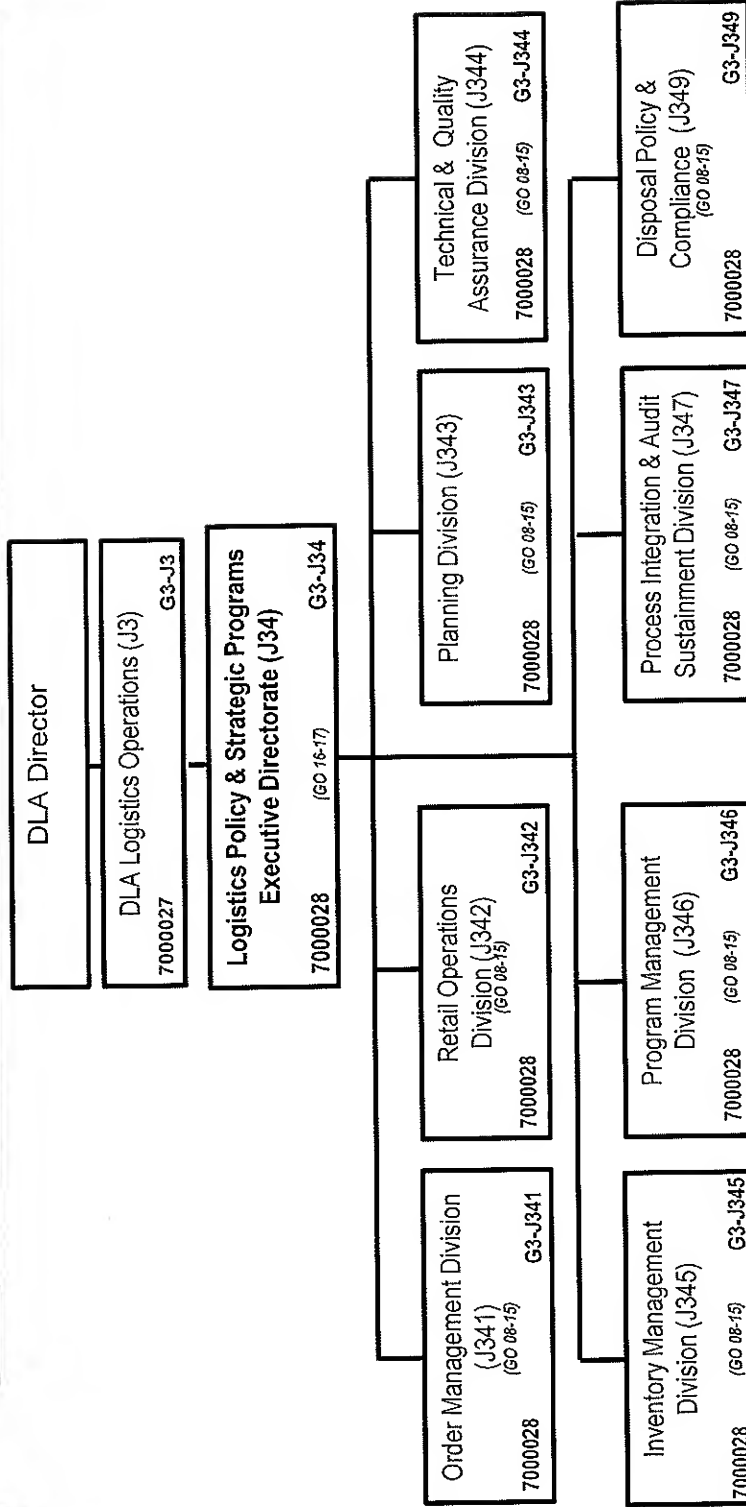 DLA Director
DLA Logistics Operations (J3)
7000027 G3-J3
Logistics Policy & Strategic Programs
Executive Directorate (J34)
7000028 (GO 16-17) G3-J34
Order Management Division
(J341)
(GO 08-15)
7000028 G3-J341
Retail Operations
Division (J342)
(GO 08-15)
7000028 G3-J342
Planning Division (J343)
7000028 (GO 08-15) G3-J343
Technical & Quality
Assurance Division (J344)
7000028 (GO 08-15) G3-J344
Inventory Management
Division (J345)
7000028 (GO 08-15) G3-J345
Program Management
Division (J346)
7000028 (GO 08-15) G3-J346
Process Integration & Audit
Sustainment Division (J347)
7000028 (GO 08-15) G3-J347
Disposal Policy &
Compliance (J349)
(GO 08-15)
7000028 G3-J349